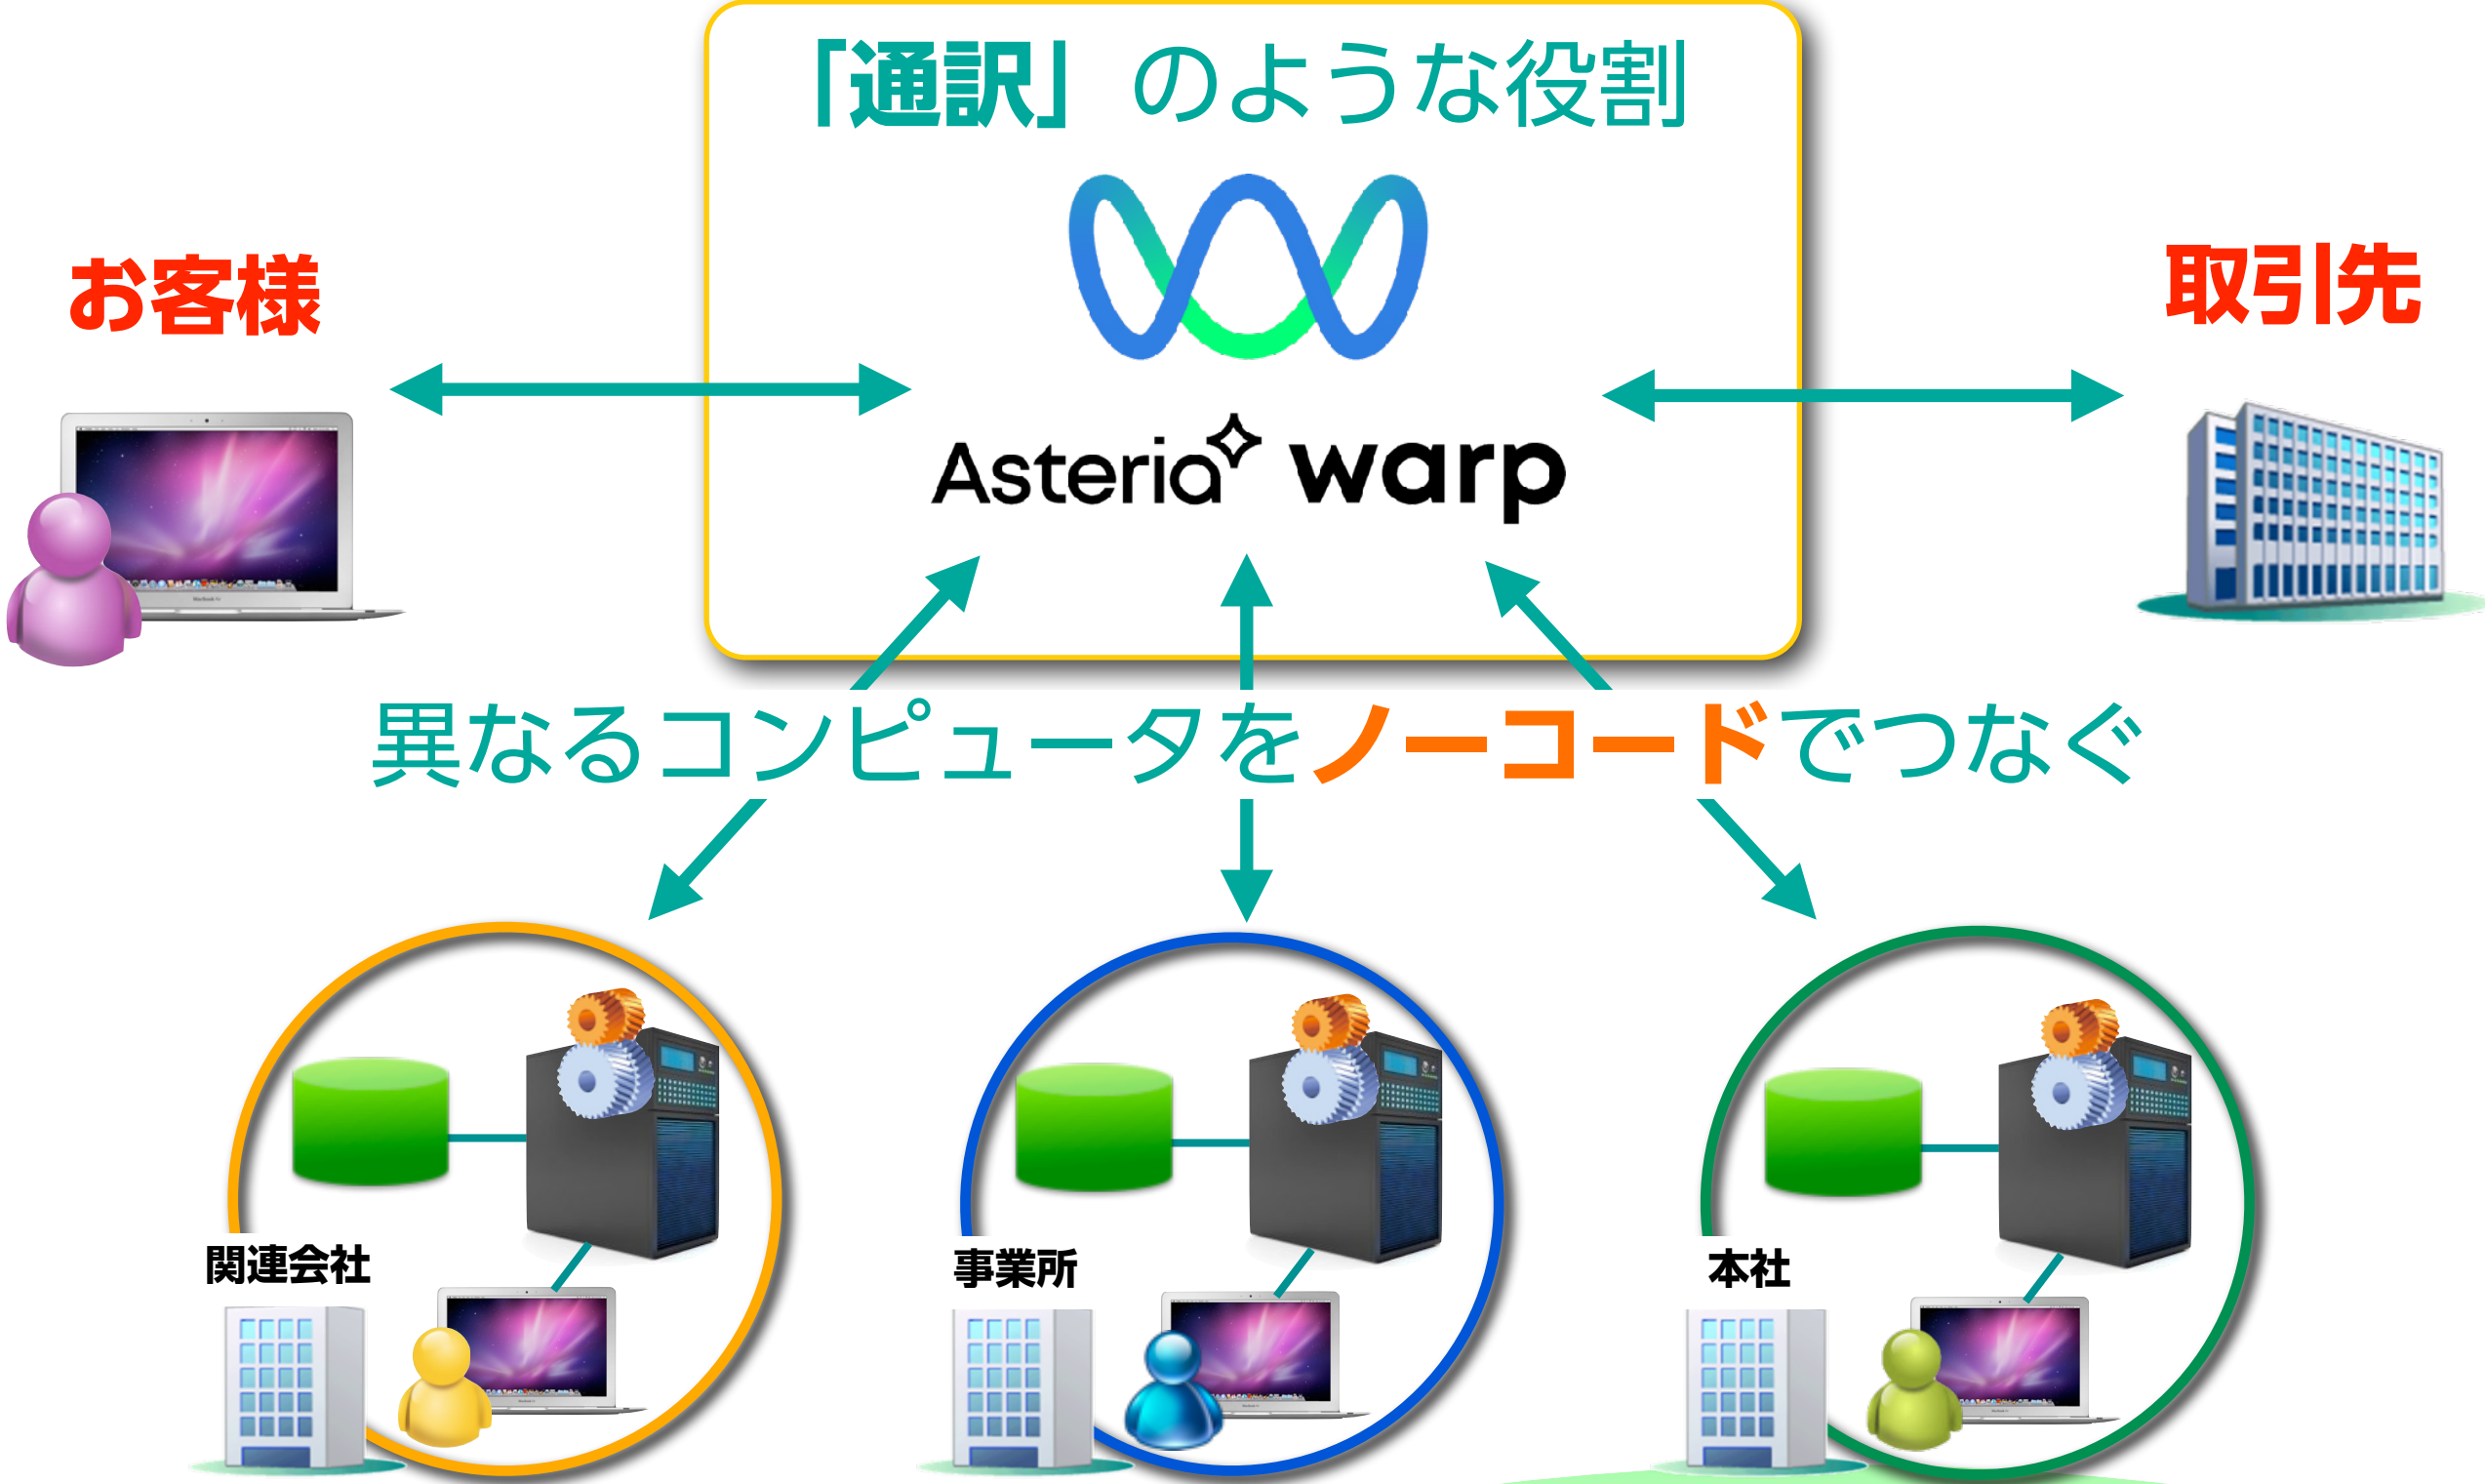 「通訳」のような役割
お客様
取引先
Asteria warp
異なるコンピュータをノーコードでつなぐ
関連会社
事業所
本社